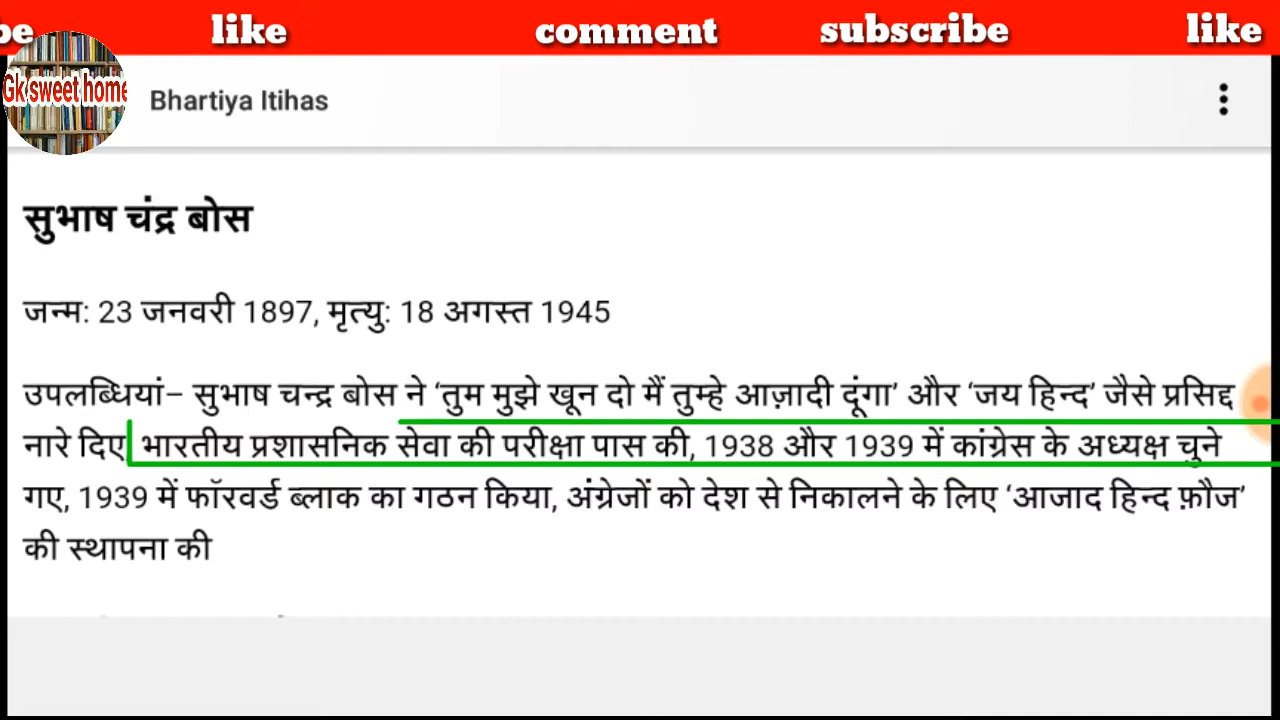 be like comment subscribe like
Gk sweet home
Bhartiya Itihas
सुभाष चंद्र बोस
जन्म: 23 जनवरी 1897, मृत्यु: 18 अगस्त 1945
उपलब्धियां– सुभाष चन्द्र बोस ने ‘तुम मुझे खून दो मैं तुम्हे आज़ादी दूंगा’ और ‘जय हिन्द’ जैसे प्रसिद्द
नारे दिए भारतीय प्रशासनिक सेवा की परीक्षा पास की, 1938 और 1939 में कांग्रेस के अध्यक्ष चुने
गए, 1939 में फॉरवर्ड ब्लाक का गठन किया, अंग्रेजों को देश से निकालने के लिए ‘आजाद हिन्द फ़ौज’
की स्थापना की